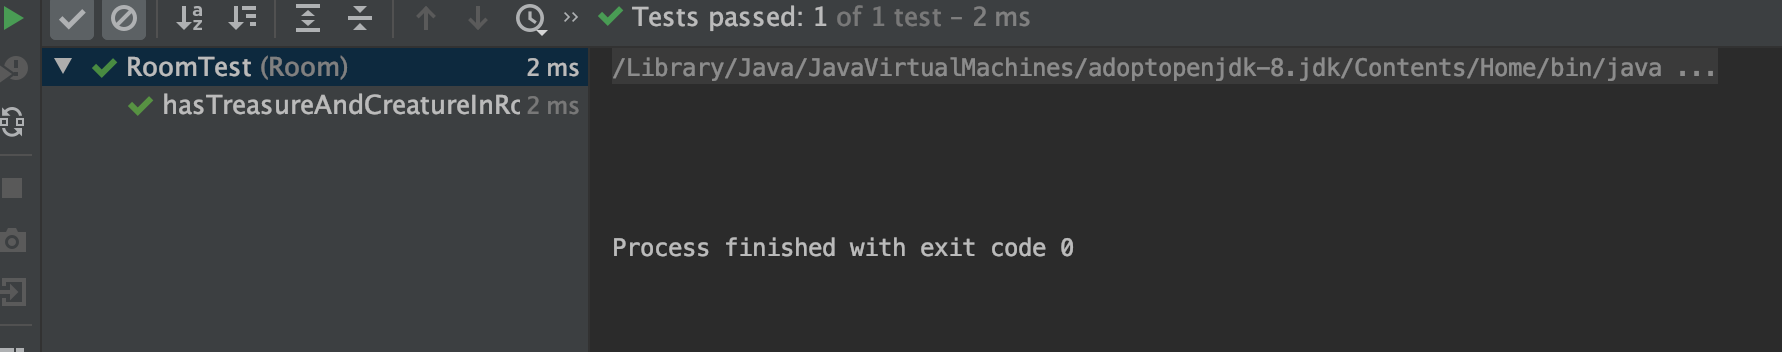 Tests passed: 1 of 1 test – 2 ms
RoomTest (Room) 2 ms
hasTreasureAndCreatureInRo 2 ms
/Library/Java/JavaVirtualMachines/adoptopenjdk-8.jdk/Contents/Home/bin/java ...
Process finished with exit code 0